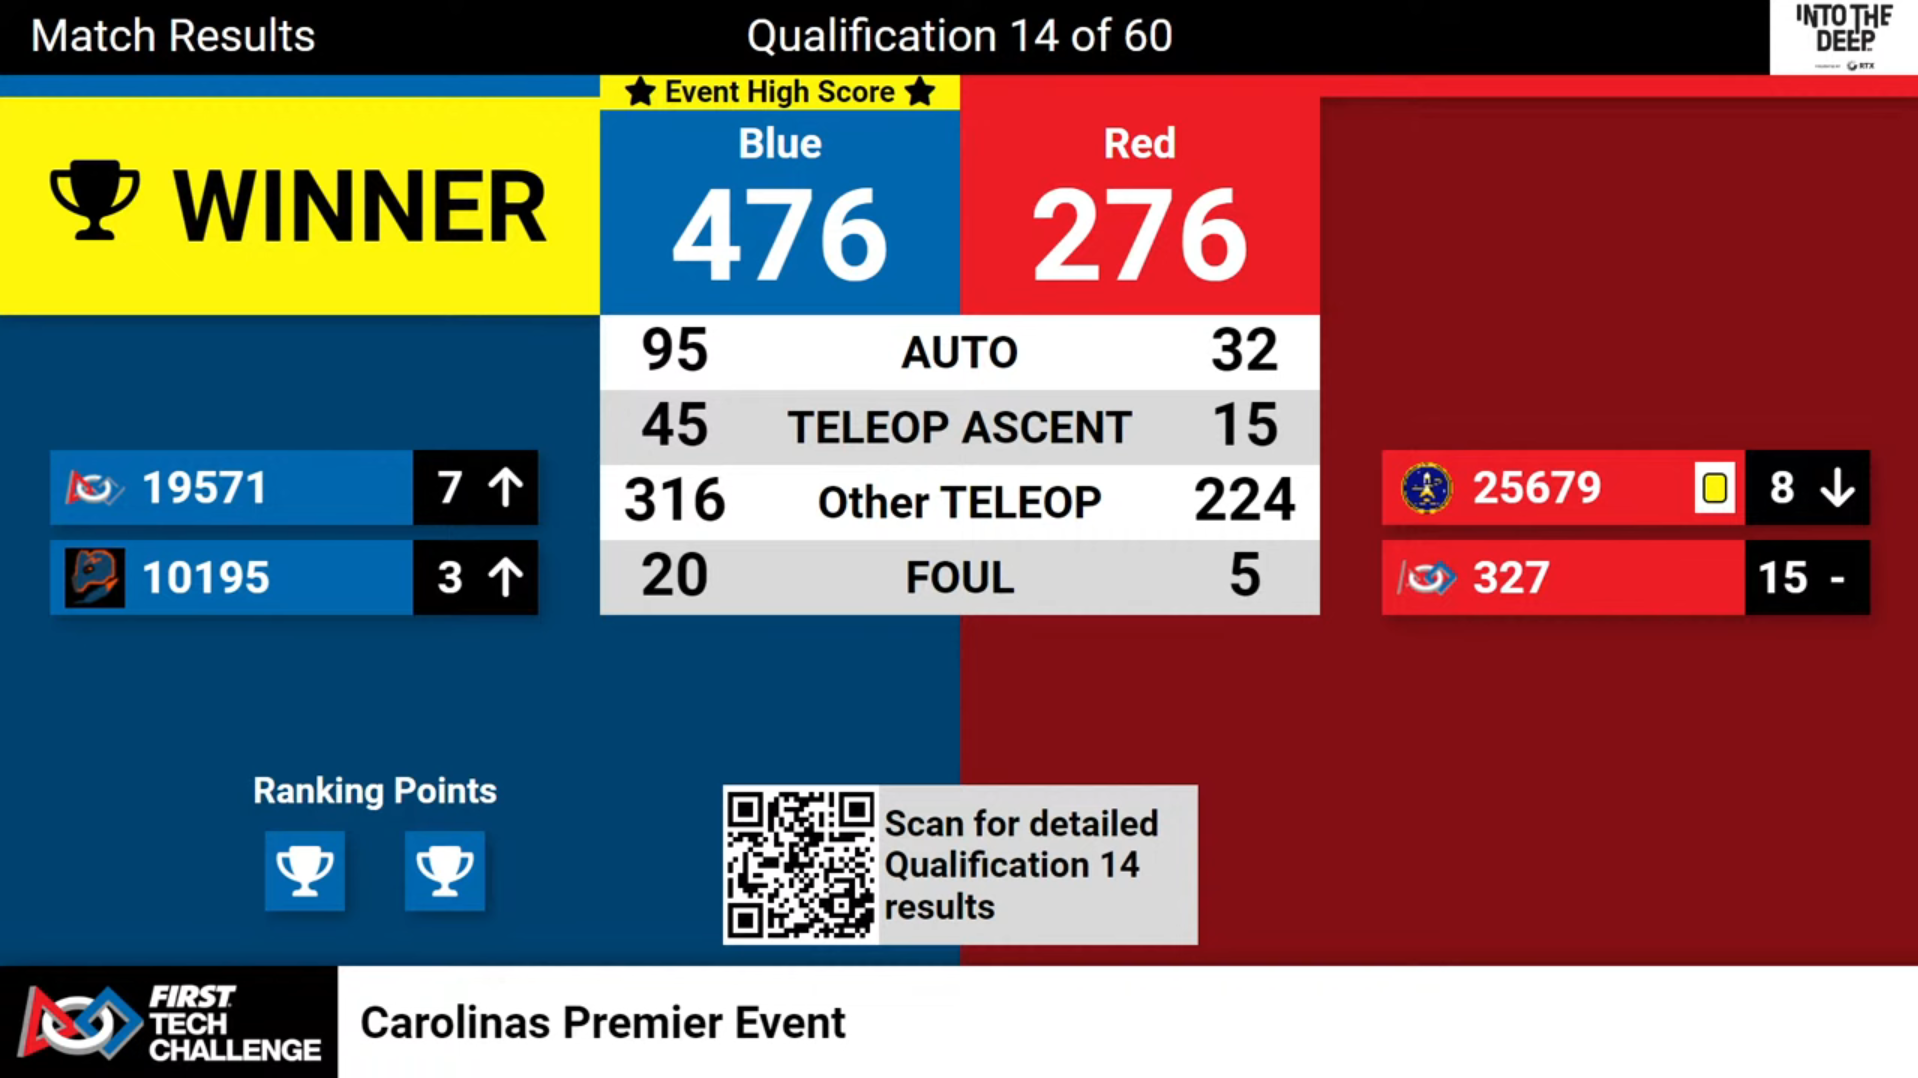 Match Results
Qualification 14 of 60
INTO THE
DEEP
RTX
Event High Score
WINNER
Blue
476
Red
276
95 AUTO 32
45 TELEOP ASCENT 15
316 Other TELEOP 224
20 FOUL 5
19571 7
10195 3
25679 8
327 15 -
Ranking Points
Scan for detailed
Qualification 14
results
FIRST
TECH
CHALLENGE
Carolinas Premier Event